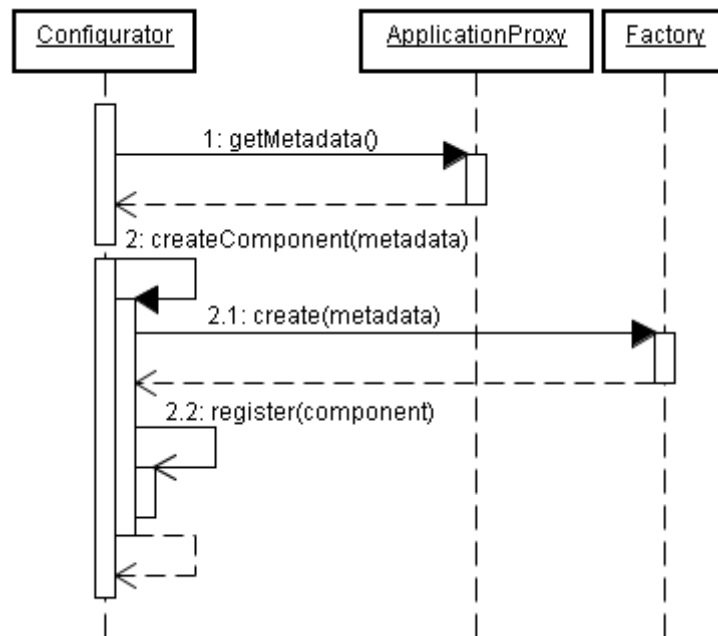 Configurator
ApplicationProxy
Factory
1: getMetadata()
2: createComponent(metadata)
2.1: create(metadata)
2.2: register(component)